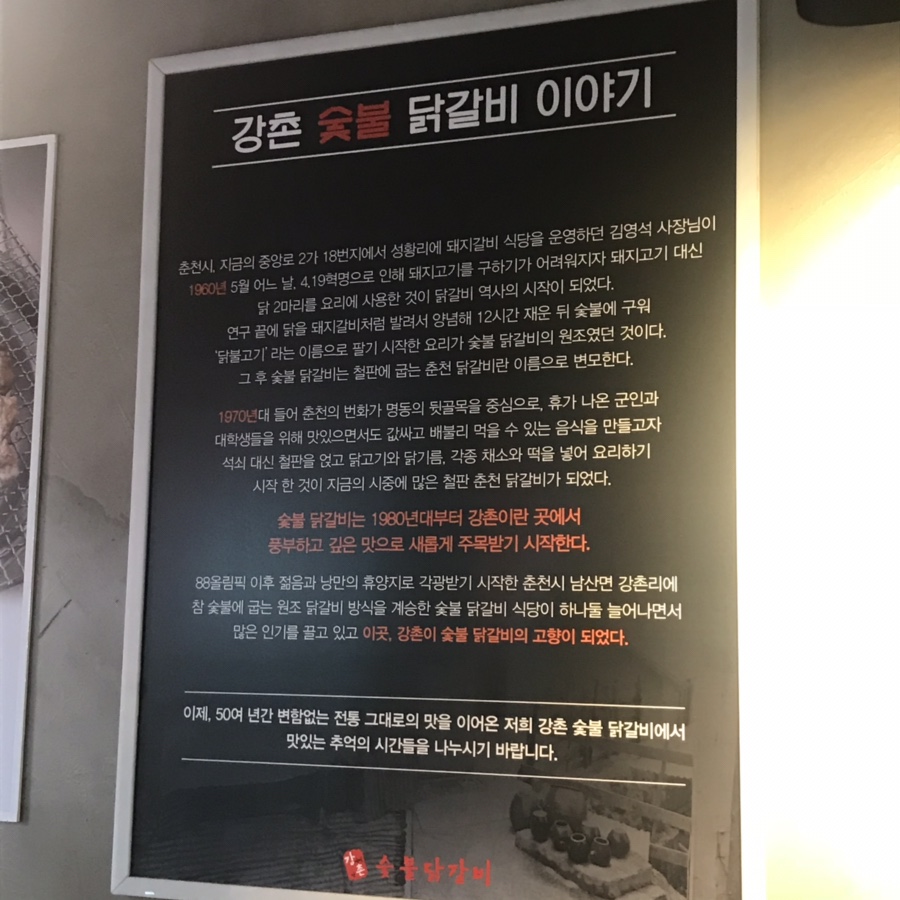 강촌 숯불 닭갈비 이야기
춘천시, 지금의 중앙로 2가 18번지에서 성황리에 돼지갈비 식당을 운영하던 김영석 사장님이
1960년 5월 어느 날, 4.19혁명으로 인해 돼지고기를 구하기가 어려워지자 돼지고기 대신
닭 2마리를 요리에 사용한 것이 닭갈비 역사의 시작이 되었다.
연구 끝에 닭을 돼지갈비처럼 발려서 양념해 12시간 재운 뒤 숯불에 구워
'닭불고기' 라는 이름으로 팔기 시작한 요리가 숯불 닭갈비의 원조였던 것이다.
그 후 숯불 닭갈비는 철판에 굽는 춘천 닭갈비란 이름으로 변모한다.
1970년대 들어 춘천의 번화가 명동의 뒷골목을 중심으로, 휴가 나온 군인과
대학생들을 위해 맛있으면서도 값싸고 배불리 먹을 수 있는 음식을 만들고자
석쇠 대신 철판을 얹고 닭고기와 닭기름, 각종 채소와 떡을 넣어 요리하기
시작 한 것이 지금의 시중에 많은 철판 춘천 닭갈비가 되었다.
숯불 닭갈비는 1980년대부터 강촌이란 곳에서
풍부하고 깊은 맛으로 새롭게 주목받기 시작한다.
88올림픽 이후 젊음과 낭만의 휴양지로 각광받기 시작한 춘천시 남산면 강촌리에
참 숯불에 굽는 원조 닭갈비 방식을 계승한 숯불 닭갈비 식당이 하나둘 늘어나면서
많은 인기를 끌고 있고 이곳, 강촌이 숯불 닭갈비의 고향이 되었다.
이제, 50여 년간 변함없는 전통 그대로의 맛을 이어온 저희 강촌 숯불 닭갈비에서
맛있는 추억의 시간들을 나누시기 바랍니다.
강촌 숯불닭갈비